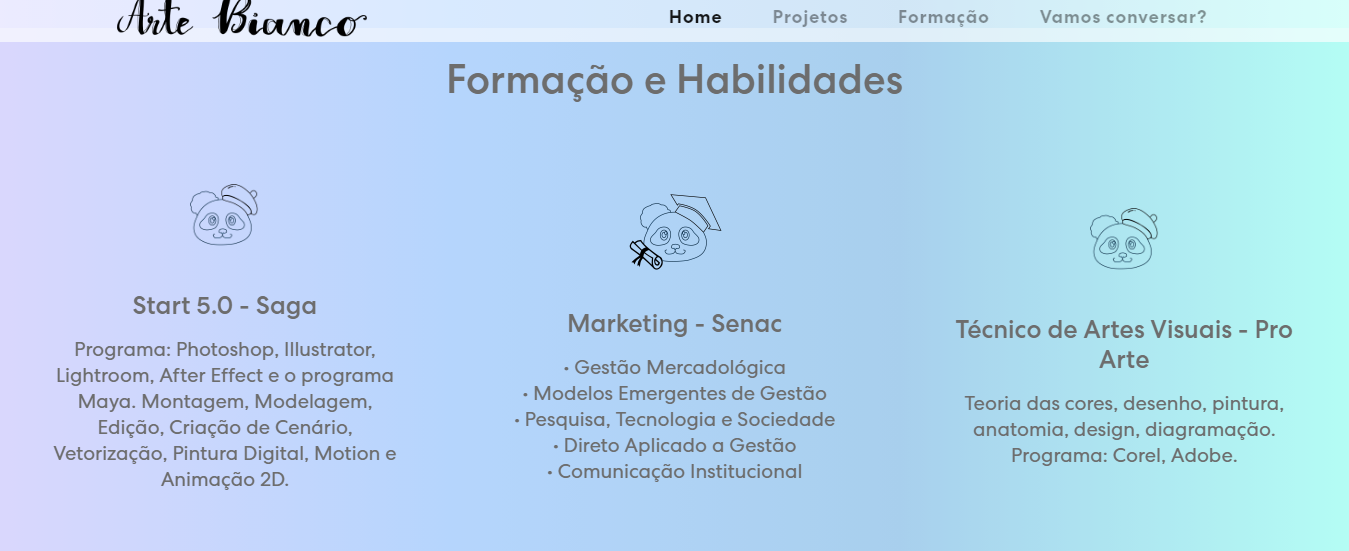 Arte Bianco
Home Projetos Formação Vamos conversar?
Formação e Habilidades
Start 5.0 - Saga
Programa: Photoshop, Illustrator,
Lightroom, After Effect e o programa
Maya. Montagem, Modelagem,
Edição, Criação de Cenário,
Vetorização, Pintura Digital, Motion e
Animação 2D.
Marketing - Senac
• Gestão Mercadológica
• Modelos Emergentes de Gestão
• Pesquisa, Tecnologia e Sociedade
• Direto Aplicado a Gestão
• Comunicação Institucional
Técnico de Artes Visuais - Pro
Arte
Teoria das cores, desenho, pintura,
anatomia, design, diagramação.
Programa: Corel, Adobe.